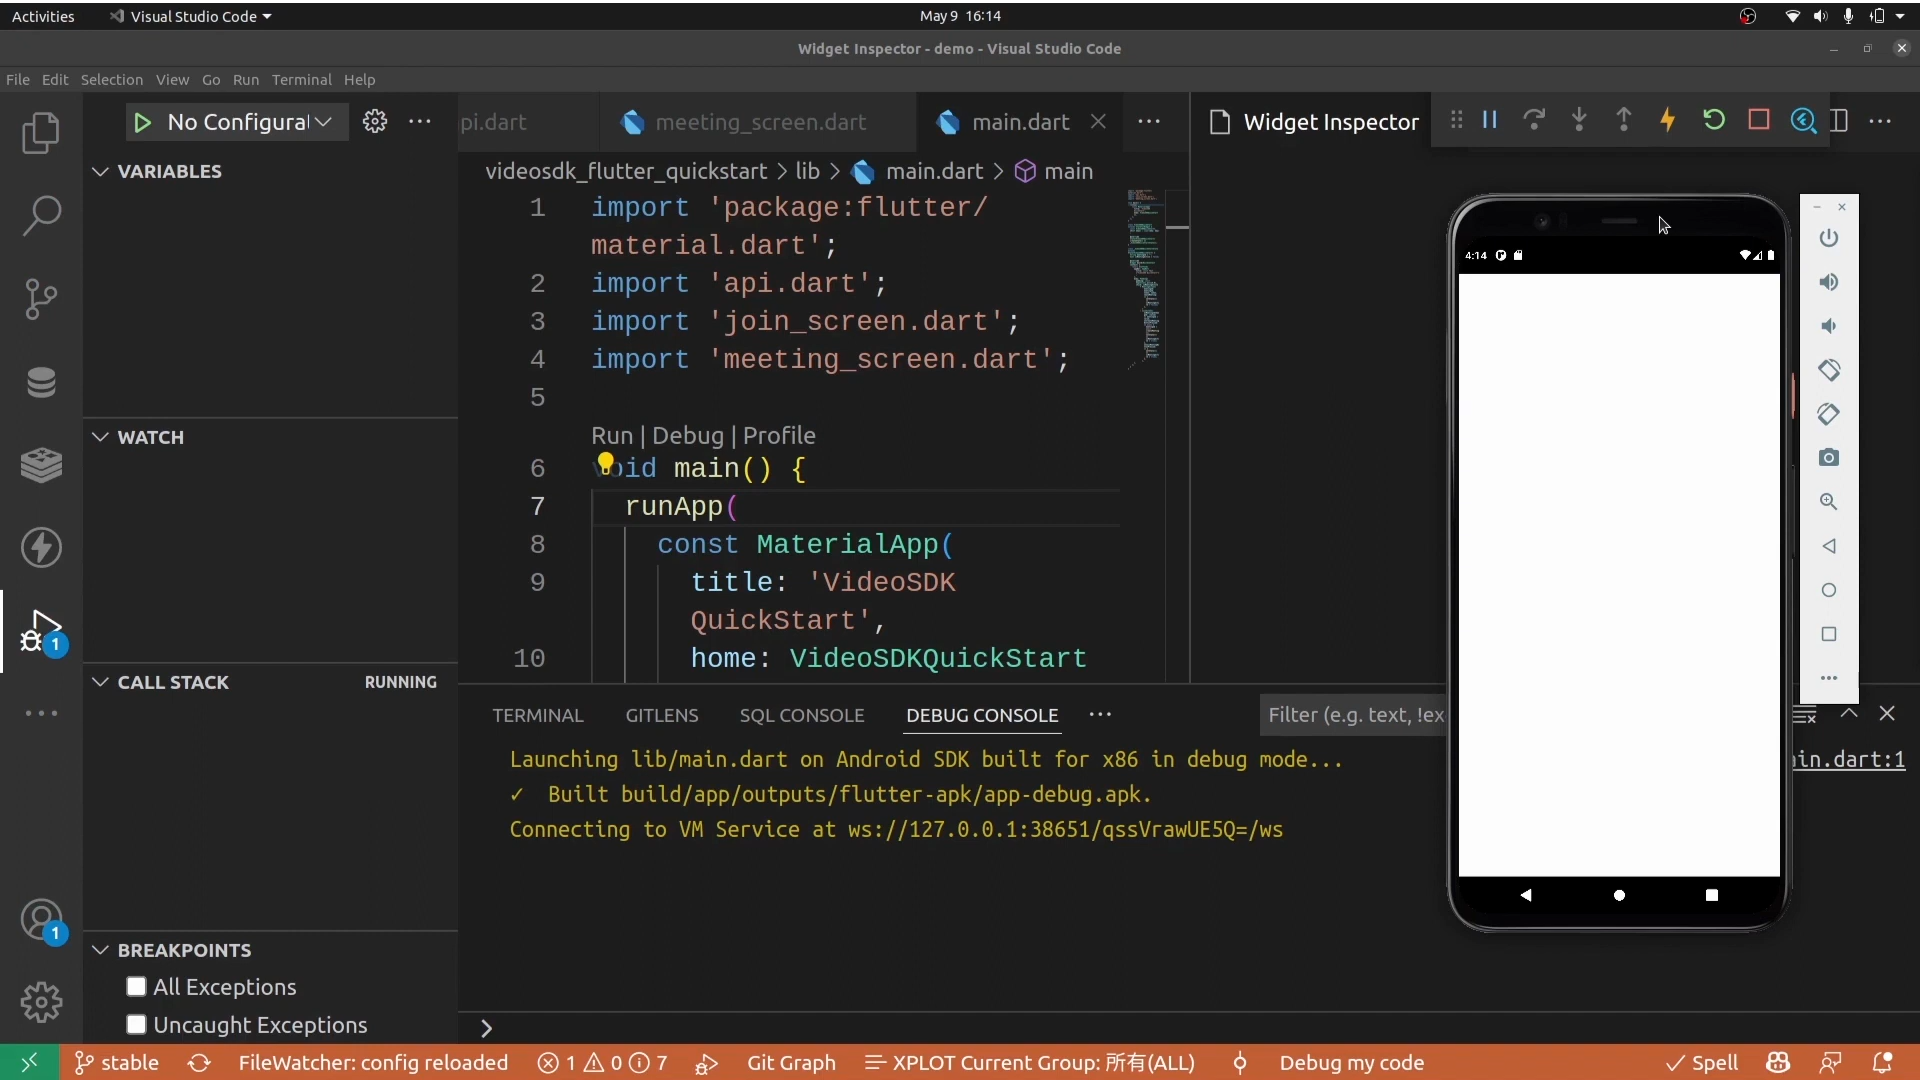 Activities
Visual Studio Code
May 9 16:14
Widget Inspector - demo - Visual Studio Code
File Edit Selection View Go Run Terminal Help
No Configura
pi.dart
meeting_screen.dart
main.dart
Widget Inspector
VARIABLES
videosdk_flutter_quickstart > lib > main.dart > main
1 import 'package:flutter/
material.dart';
2 import 'api.dart';
3 import 'join_screen.dart';
4 import 'meeting_screen.dart';
5
Run | Debug | Profile
6 void main() {
7 runApp(
8 const MaterialApp(
9 title: 'VideoSDK
QuickStart',
10 home: VideoSDKQuickStart
4:14
WATCH
CALL STACK
RUNNING
TERMINAL
GITLENS
SQL CONSOLE
DEBUG CONSOLE
Filter (e.g. text, !ex
Launching lib/main.dart on Android SDK built for x86 in debug mode...
ain.dart:1
✓ Built build/app/outputs/flutter-apk/app-debug.apk.
Connecting to VM Service at ws://127.0.0.1:38651/qssVrawUE5Q=/ws
1
1
BREAKPOINTS
All Exceptions
Uncaught Exceptions
stable
FileWatcher: config reloaded
1 0 7
Git Graph
XPLOT Current Group: 所有(ALL)
Debug my code
Spell